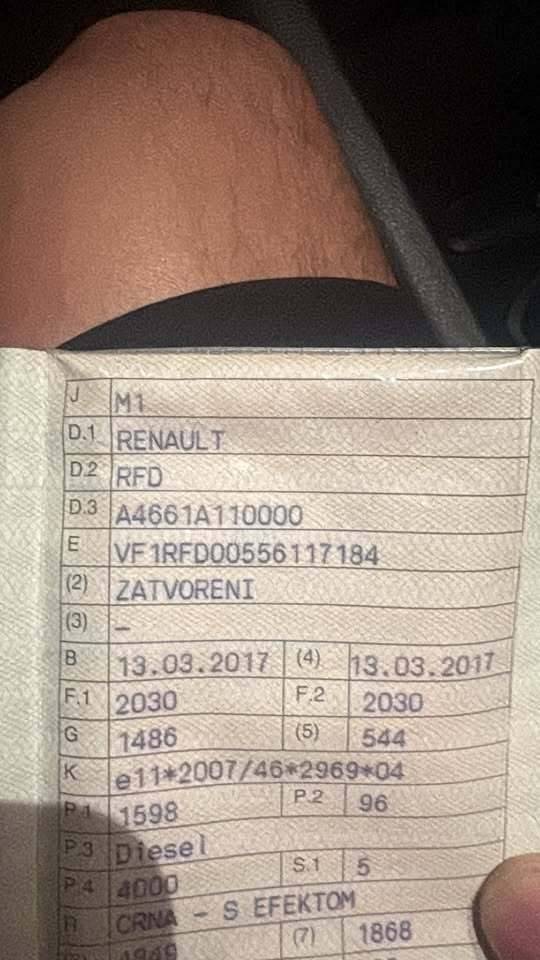 J M1
D.1 RENAULT
D.2 RFD
D.3 A4661A110000
E VF1RFD00556117184
(2) ZATVORENI
(3) –
B 13.03.2017 (4) 13.03.2017
F.1 2030 F.2 2030
G 1486 (5) 544
K e11*2007/46*2969*04
P.1 1598 P.2 96
P.3 Diesel
P.4 4000 S.1 5
R CRNA - S EFEKTOM
1849 (7) 1868